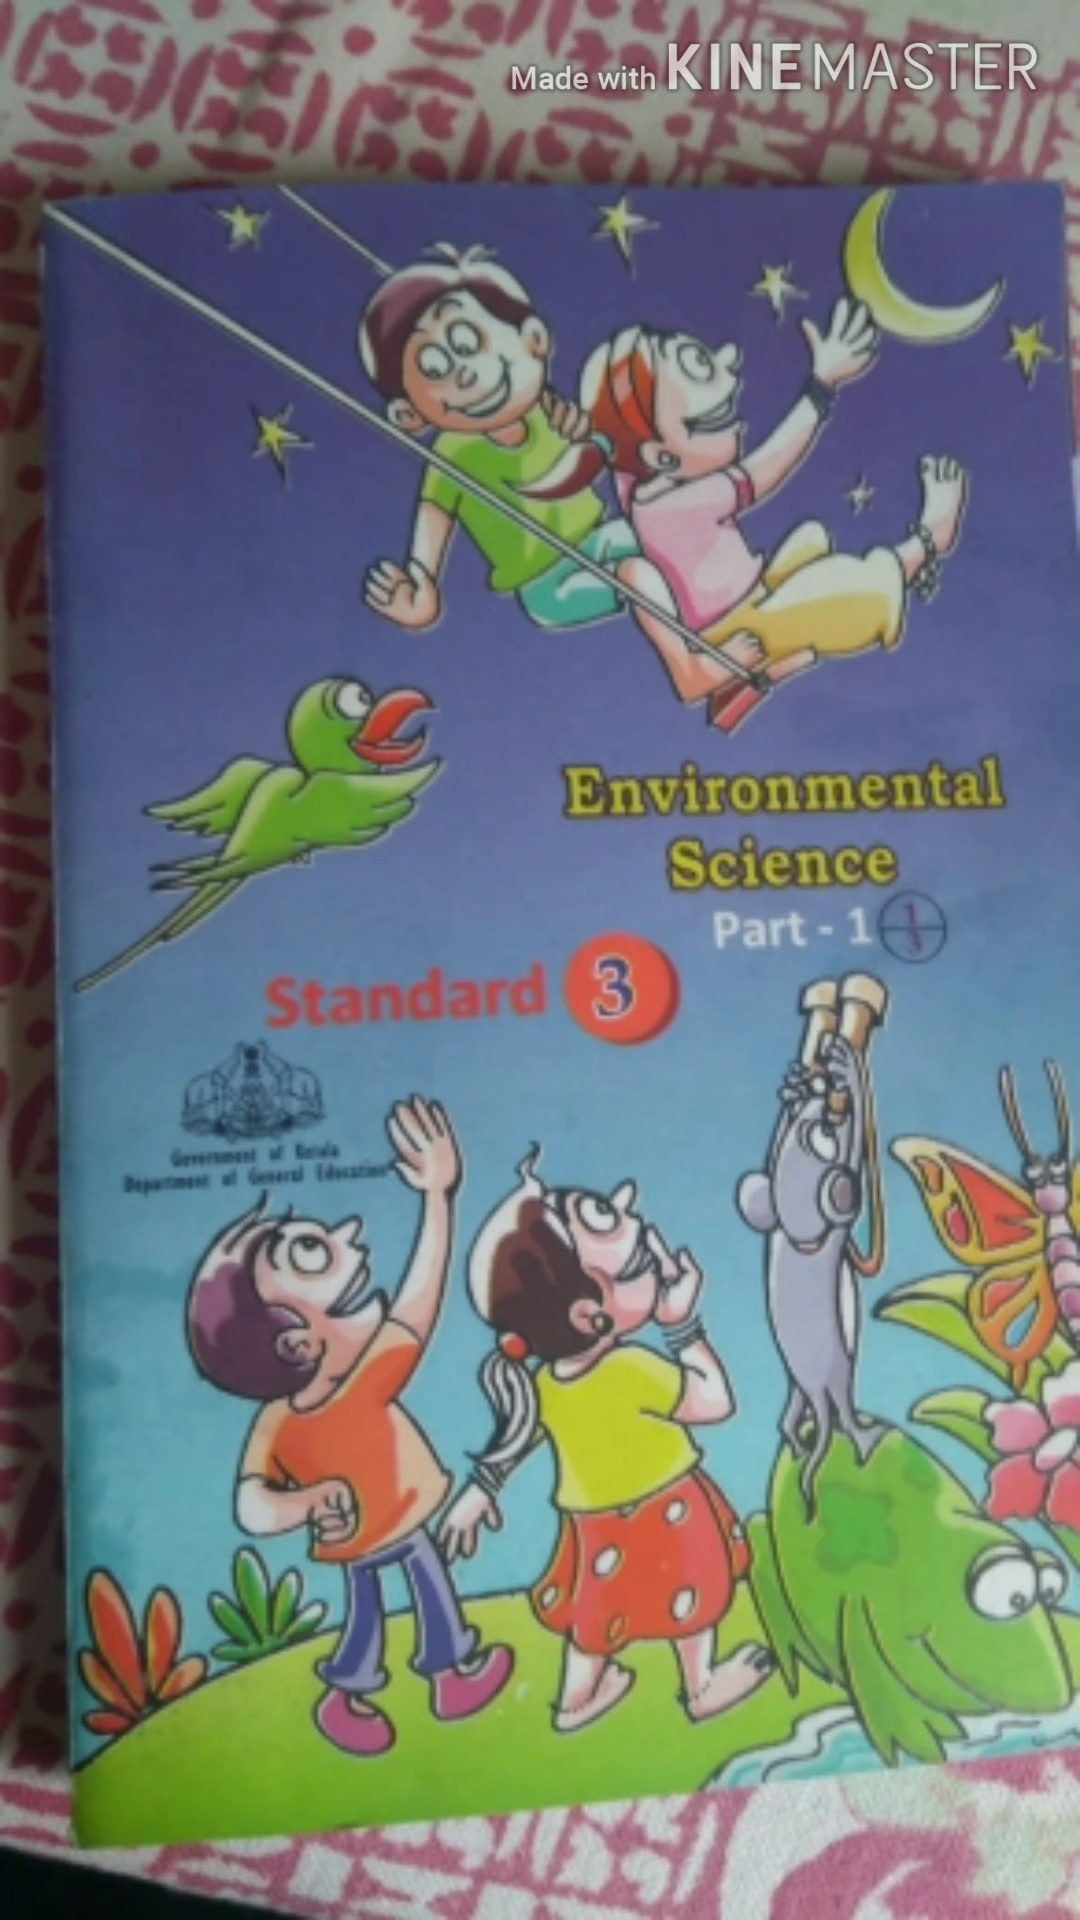 Made with KINEMASTER
Environmental
Science
Part - 1
Standard 3
Government of Kerala
Department of General Education